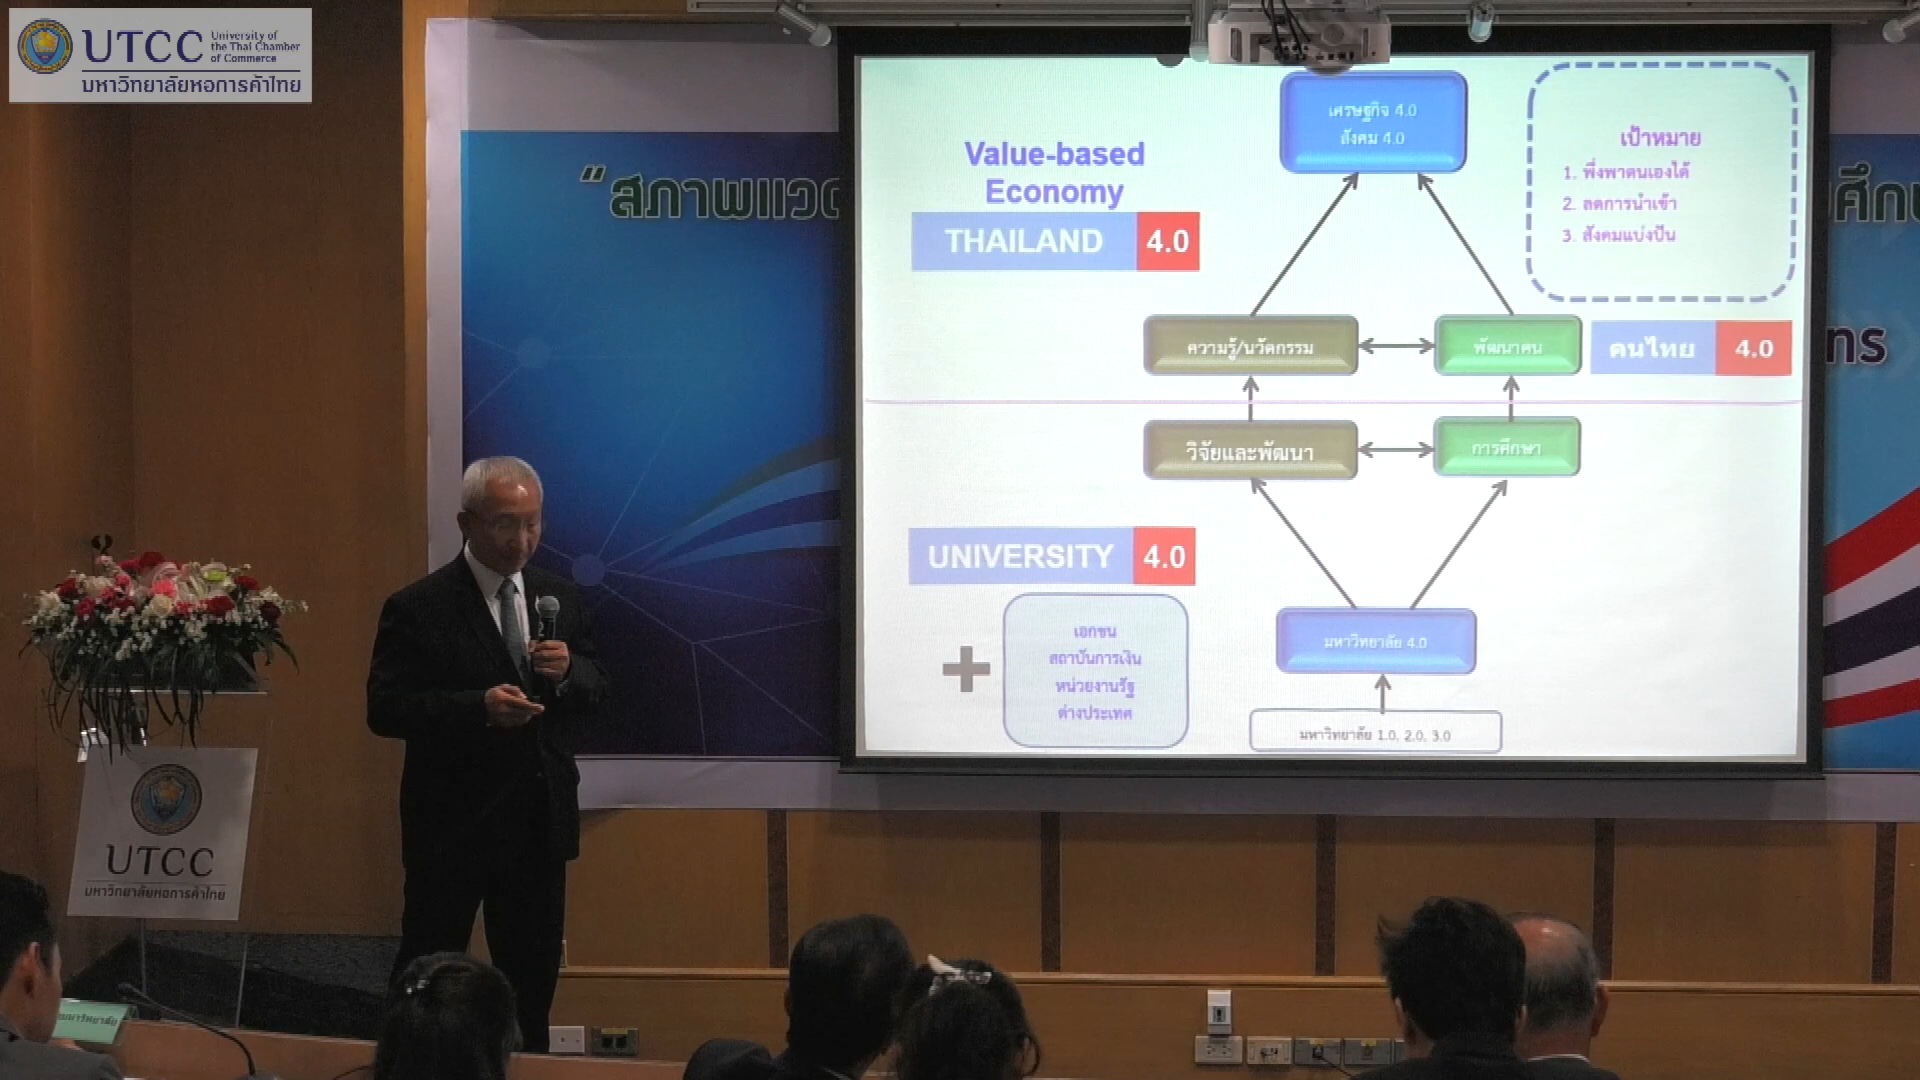 UTCC
University of
the Thai Chamber
of Commerce
มหาวิทยาลัยหอการค้าไทย
Value-based
Economy
THAILAND 4.0
เศรษฐกิจ 4.0
สังคม 4.0
เป้าหมาย
1. พึ่งพาตนเองได้
2. ลดการนำเข้า
3. สังคมแบ่งปัน
ความรู้/นวัตกรรม
พัฒนาคน
คนไทย 4.0
วิจัยและพัฒนา
การศึกษา
UNIVERSITY 4.0
เอกชน
สถาบันการเงิน
หน่วยงานรัฐ
ต่างประเทศ
มหาวิทยาลัย 4.0
มหาวิทยาลัย 1.0, 2.0, 3.0
UTCC
มหาวิทยาลัยหอการค้าไทย